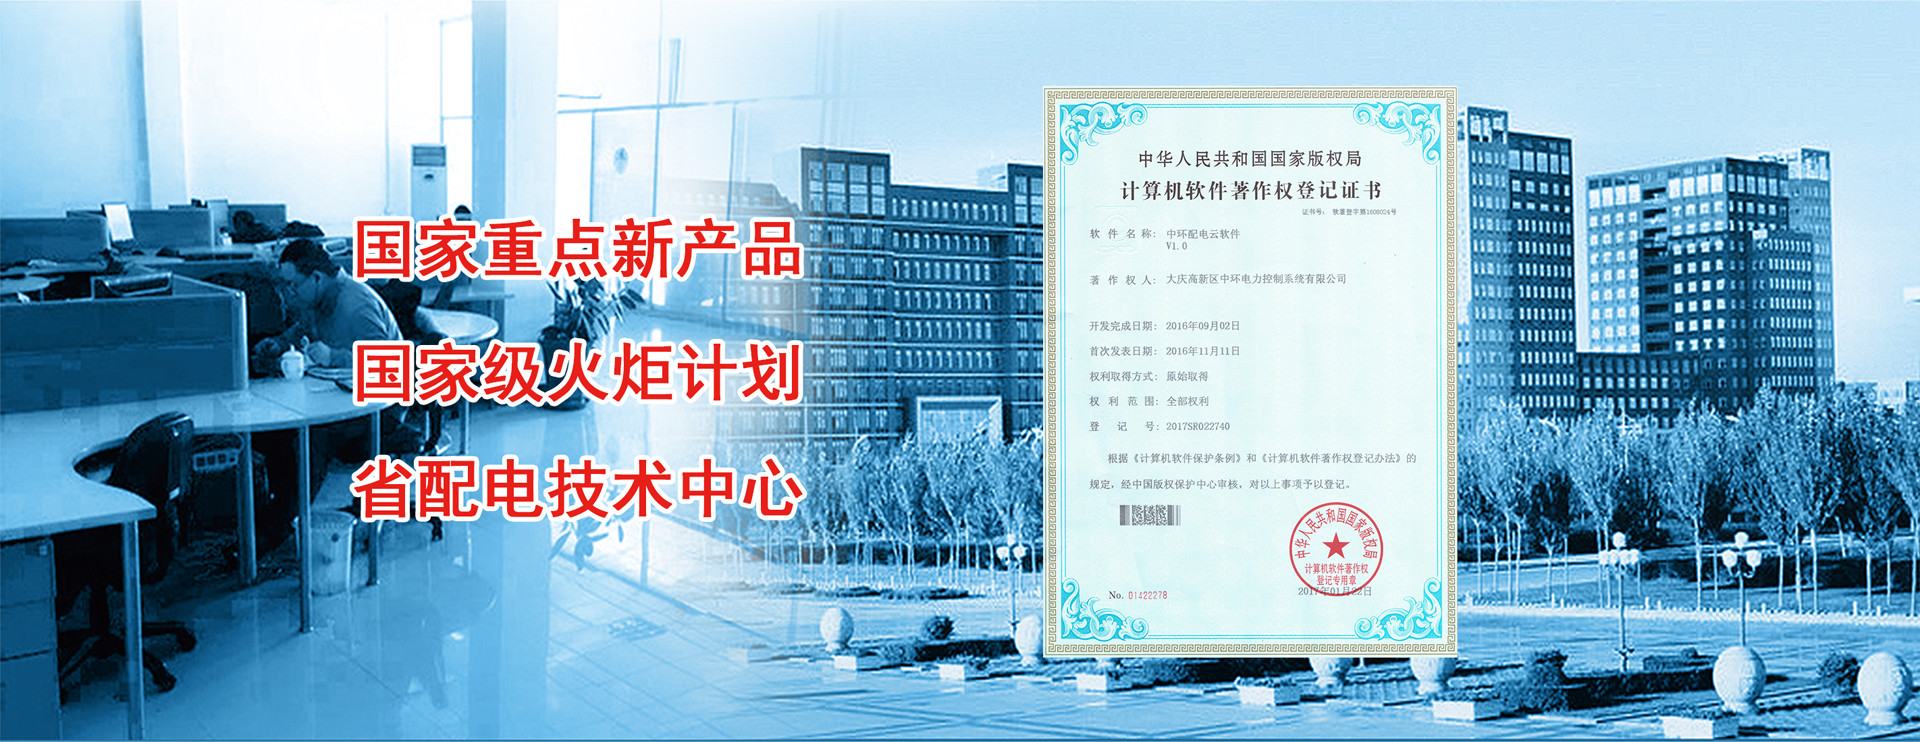 国家重点新产品
国家级火炬计划
省配电技术中心
中华人民共和国国家版权局
计算机软件著作权登记证书
证书号： 软著登字第1608024号
软件名称： 中环配电云软件
V1.0
著作权人： 大庆高新区中环电力控制系统有限公司
开发完成日期： 2016年09月02日
首次发表日期： 2016年11月11日
权利取得方式： 原始取得
权利范围： 全部权利
登记号： 2017SR022740
根据《计算机软件保护条例》和《计算机软件著作权登记办法》的
规定，经中国版权保护中心审核，对以上事项予以登记。
中华人民共和国国家版权局
计算机软件著作权
登记专用章
2017年01月22日
No. 01422278